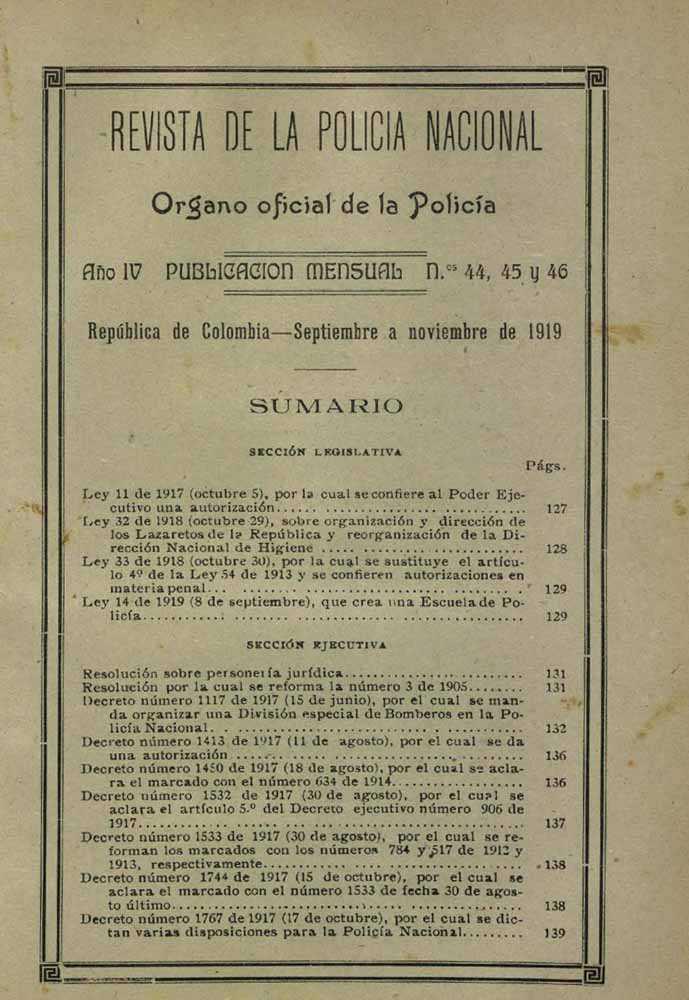 REVISTA DE LA POLICIA NACIONAL
Organo oficial de la Policía
Año IV PUBLICACION MENSUAL N.ºs 44, 45 y 46
República de Colombia—Septiembre a noviembre de 1919
SUMARIO
SECCIÓN LEGISLATIVA
Págs.
Ley 11 de 1917 (octubre 5), por la cual se confiere al Poder Eje-
cutivo una autorización........................ 127
Ley 32 de 1918 (octubre 29), sobre organización y dirección de
los Lazaretos de la República y reorganización de la Di-
rección Nacional de Higiene ........................ 128
Ley 33 de 1918 (octubre 30), por la cual se sustituye el artícu-
lo 49 de la Ley 54 de 1913 y se confieren autorizaciones en
materia penal........................ 129
Ley 14 de 1919 (8 de septiembre), que crea una Escuela de Po-
licía........................ 129
SECCIÓN EJECUTIVA
Resolución sobre personería jurídica........................ 131
Resolución por la cual se reforma la número 3 de 1905........ 131
Decreto número 1117 de 1917 (15 de junio), por el cual se man-
da organizar una División especial de Bomberos en la Po-
licía Nacional........................ 132
Decreto número 1413 de 1917 (11 de agosto), por el cual se da
una autorización ........................ 136
Decreto número 1450 de 1917 (18 de agosto), por el cual se acla-
ra el marcado con el número 634 de 1914................ 136
Decreto número 1532 de 1917 (30 de agosto), por el cual se
aclara el artículo 5.º del Decreto ejecutivo número 906 de
1917........................ 137
Decreto número 1533 de 1917 (30 de agosto), por el cual se re-
forman los marcados con los números 784 y 517 de 1912 y
1913, respectivamente........................ 138
Decreto número 1744 de 1917 (15 de octubre), por el cual se
aclara el marcado con el número 1533 de fecha 30 de agos-
to último........................ 138
Decreto número 1767 de 1917 (17 de octubre), por el cual se dic-
tan varias disposiciones para la Policía Nacional......... 139